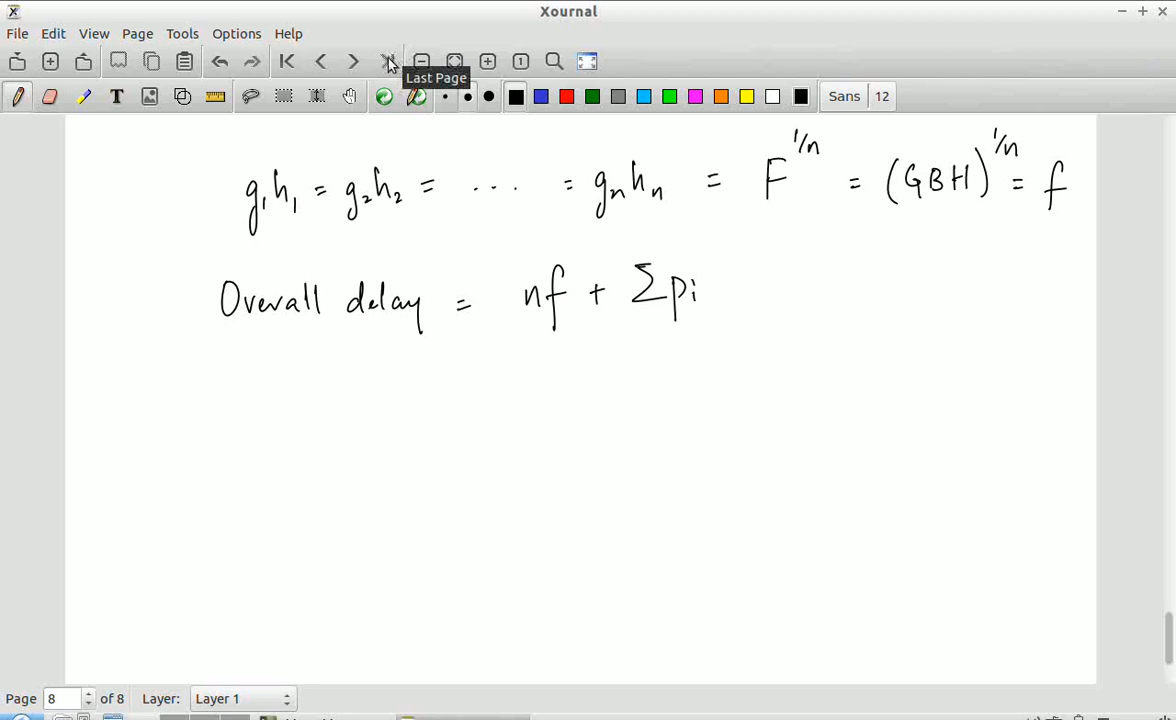 Xournal
File Edit View Page Tools Options Help
Last Page
Sans 12
g₁h₁ = g₂h₂ = .... = gₙhₙ = F^1/n = (GBH)^1/n = f
Overall delay = nf + Σpi
Page 8 of 8 Layer: Layer 1